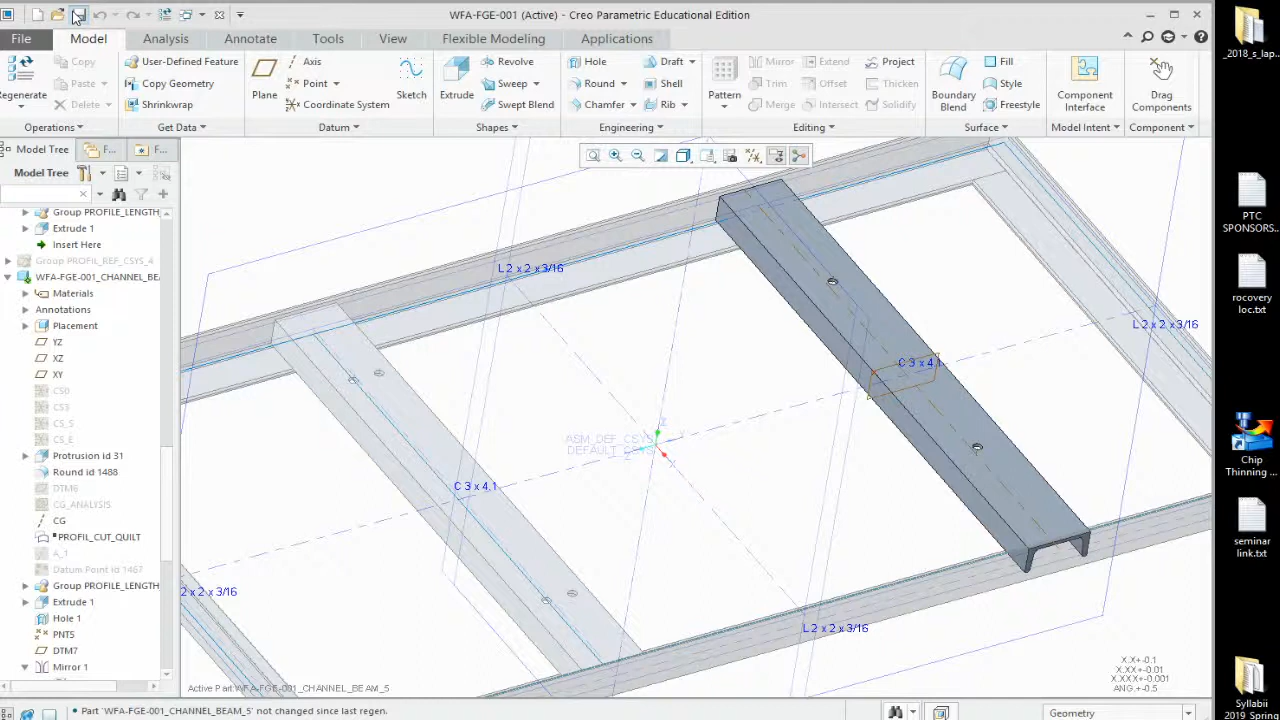 WFA-FGE-001 (Active) - Creo Parametric Educational Edition
File Model Analysis Annotate Tools View Flexible Modeling Applications
Regenerate
Copy
Paste
Delete
Operations
User-Defined Feature
Copy Geometry
Shrinkwrap
Get Data
Plane
Axis
Point
Coordinate System
Sketch
Datum
Extrude
Revolve
Sweep
Swept Blend
Shapes
Hole
Round
Chamfer
Draft
Shell
Rib
Engineering
Pattern
Mirror
Trim
Merge
Extend
Offset
Intersect
Project
Thicken
Solidify
Editing
Boundary
Blend
Fill
Style
Freestyle
Surface
Component
Interface
Model Intent
Drag
Components
Component
Model Tree F... F...
Model Tree
Group PROFILE_LENGTH
Extrude 1
Insert Here
Group PROFIL_REF_CSYS_4
WFA-FGE-001_CHANNEL_BEA
Materials
Annotations
Placement
YZ
XZ
XY
CS0
CS3
CS_S
CS_E
Protrusion id 31
Round id 1488
DTM6
CG_ANALYSIS
CG
PROFIL_CUT_QUILT
A_1
Datum Point id 1467
Group PROFILE_LENGTH
Extrude 1
Hole 1
PNT5
DTM7
Mirror 1
L 2 x 2 x 3/16
L 2 x 2 x 3/16
C 3 x 4.1
ASM_DEF_CSYS
DEFAULT_CSYS
C 3 x 4.1
2 x 2 x 3/16
L 2 x 2 x 3/16
X.X+-0.1
X.XX+-0.01
X.XXX+-0.001
ANG.+-0.5
Active Part:WFA-FGE-001_CHANNEL_BEAM_5
Part 'WFA-FGE-001_CHANNEL_BEAM_5' not changed since last regen.
Geometry
_2018_s_lap...
PTC
SPONSORS...
rocovery
loc.txt
Chip
Thinning ...
seminar
link.txt
Syllabii
2019 Spring